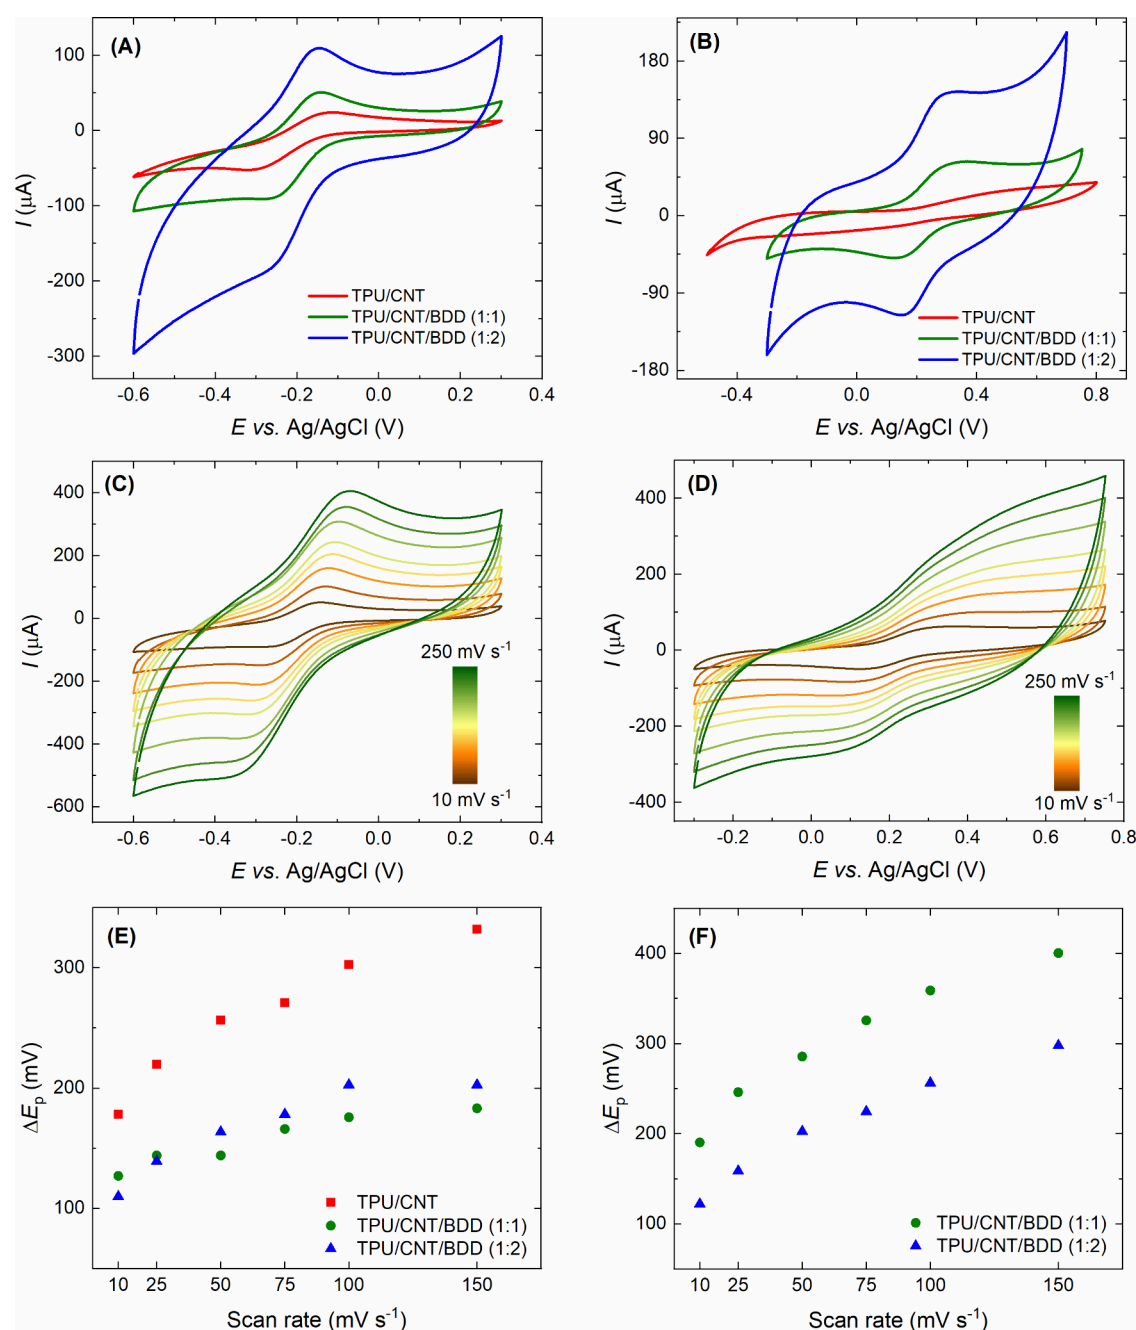 (A)
100
0
-100
-200
-300
I (μA)
TPU/CNT
TPU/CNT/BDD (1:1)
TPU/CNT/BDD (1:2)
-0.6 -0.4 -0.2 0.0 0.2 0.4
E vs. Ag/AgCl (V)
(B)
180
90
0
-90
-180
I (μA)
TPU/CNT
TPU/CNT/BDD (1:1)
TPU/CNT/BDD (1:2)
-0.4 0.0 0.4 0.8
E vs. Ag/AgCl (V)
(C)
400
200
0
-200
-400
-600
I (μA)
250 mV s-1
10 mV s-1
-0.6 -0.4 -0.2 0.0 0.2 0.4
E vs. Ag/AgCl (V)
(D)
400
200
0
-200
-400
I (μA)
250 mV s-1
10 mV s-1
-0.2 0.0 0.2 0.4 0.6 0.8
E vs. Ag/AgCl (V)
(E)
300
200
100
ΔEp (mV)
TPU/CNT
TPU/CNT/BDD (1:1)
TPU/CNT/BDD (1:2)
10 25 50 75 100 150
Scan rate (mV s-1)
(F)
400
300
200
100
ΔEp (mV)
TPU/CNT/BDD (1:1)
TPU/CNT/BDD (1:2)
10 25 50 75 100 150
Scan rate (mV s-1)